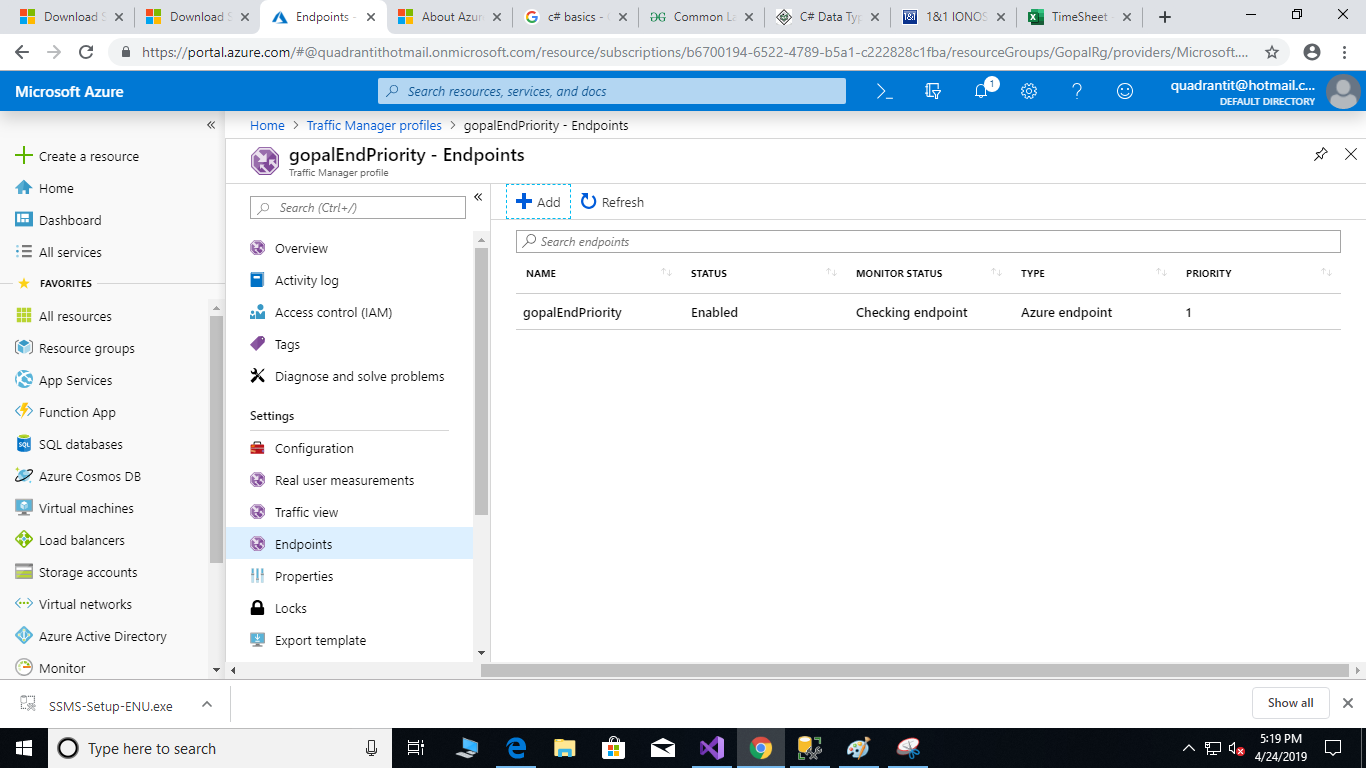 Download S
Download S
Endpoints -
About Azur
c# basics -
Common La
C# Data Typ
1&1 IONOS
TimeSheet -
https://portal.azure.com/#@quadrantithotmail.onmicrosoft.com/resource/subscriptions/b6700194-6522-4789-b5a1-c222828c1fba/resourceGroups/GopalRg/providers/Microsoft....
Microsoft Azure
Search resources, services, and docs
1
quadrantit@hotmail.c...
DEFAULT DIRECTORY
Home > Traffic Manager profiles > gopalEndPriority - Endpoints
gopalEndPriority - Endpoints
Traffic Manager profile
Create a resource
Home
Dashboard
All services
FAVORITES
All resources
Resource groups
App Services
Function App
SQL databases
Azure Cosmos DB
Virtual machines
Load balancers
Storage accounts
Virtual networks
Azure Active Directory
Monitor
Search (Ctrl+/)
Overview
Activity log
Access control (IAM)
Tags
Diagnose and solve problems
Settings
Configuration
Real user measurements
Traffic view
Endpoints
Properties
Locks
Export template
Add Refresh
Search endpoints
NAME STATUS MONITOR STATUS TYPE PRIORITY
gopalEndPriority Enabled Checking endpoint Azure endpoint 1
SSMS-Setup-ENU.exe
Show all
Type here to search
5:19 PM
4/24/2019